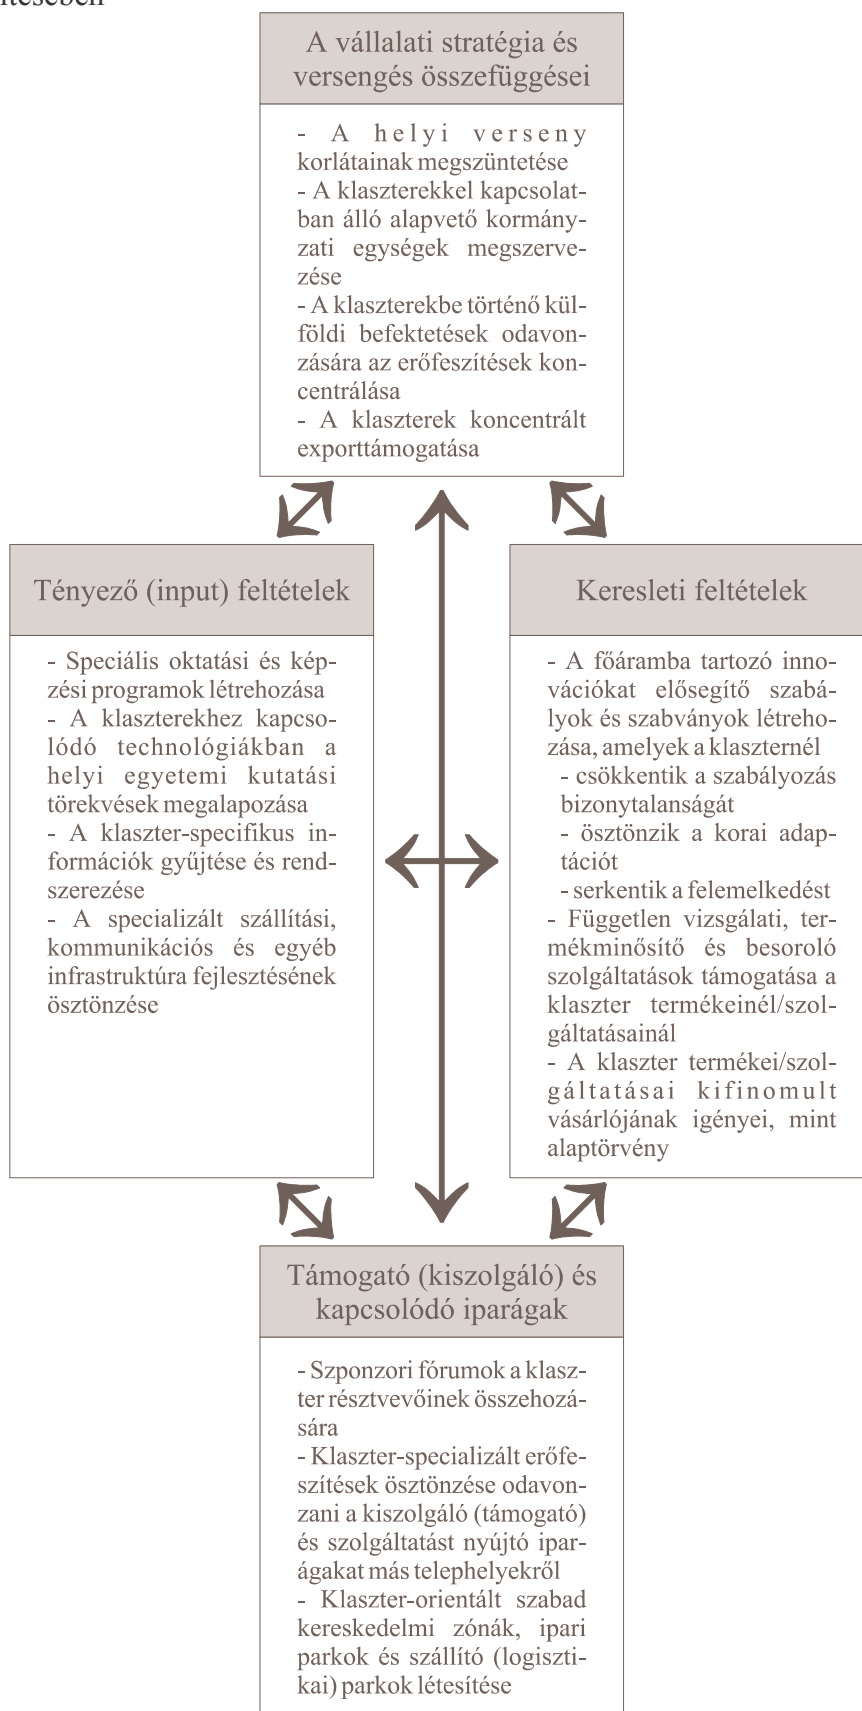 A vállalati stratégia és
versengés összefüggései
- A helyi verseny
korlátainak megszüntetése
- A klaszterekkel kapcsolat-
ban álló alapvető kormány-
zati egységek megszerve-
zése
- A klaszterekbe történő kül-
földi befektetések odavon-
zására az erőfeszítések kon-
centrálása
- A klaszterek koncentrált
exporttámogatása
Tényező (input) feltételek
- Speciális oktatási és kép-
zési programok létrehozása
- A klaszterekhez kapcso-
lódó technológiákban a
helyi egyetemi kutatási
törekvések megalapozása
- A klaszter-specifikus in-
formációk gyűjtése és rend-
szerezése
- A specializált szállítási,
kommunikációs és egyéb
infrastruktúra fejlesztésének
ösztönzése
Keresleti feltételek
- A főáramba tartozó inno-
vációkat elősegítő szabá-
lyok és szabványok létreho-
zása, amelyek a klaszternél
- csökkentik a szabályozás
bizonytalanságát
- ösztönzik a korai adap-
tációt
- serkentik a felemelkedést
- Független vizsgálati, ter-
mékminősítő és besoroló
szolgáltatások támogatása a
klaszter termékeinél/szol-
gáltatásainál
- A klaszter termékei/szol-
gáltatásai kifinomult
vásárlójának igényei, mint
alaptörvény
Támogató (kiszolgáló) és
kapcsolódó iparágak
- Szponzori fórumok a klasz-
ter résztvevőinek összehozá-
sára
- Klaszter-specializált erőfe-
szítések ösztönzése odavon-
zani a kiszolgáló (támogató)
és szolgáltatást nyújtó ipar-
ágakat más telephelyekről
- Klaszter-orientált szabad
kereskedelmi zónák, ipari
parkok és szállító (logiszti-
kai) parkok létesítése